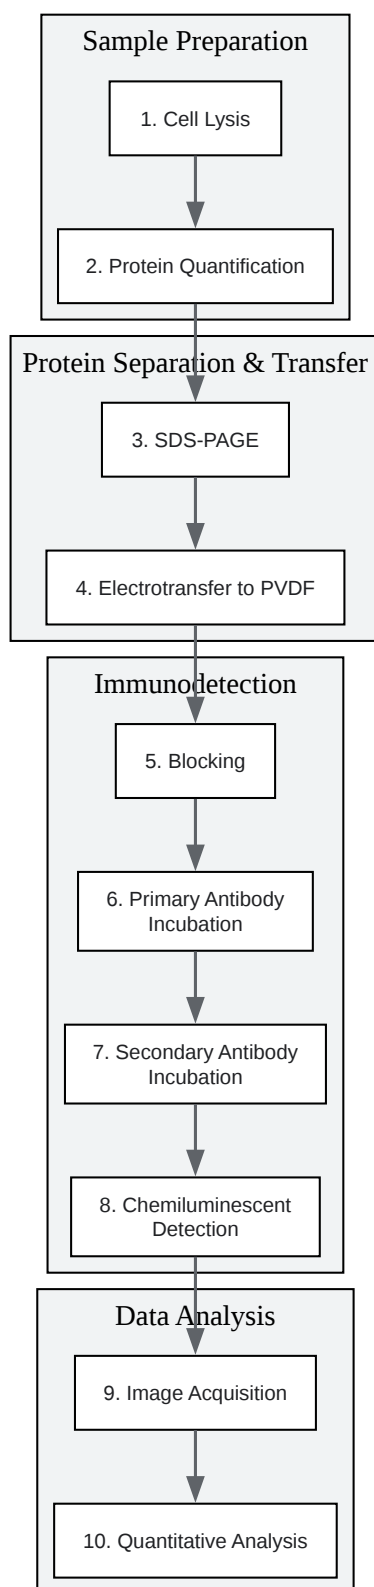 Sample Preparation
1. Cell Lysis
2. Protein Quantification
Protein Separation & Transfer
3. SDS-PAGE
4. Electrotransfer to PVDF
Immunodetection
5. Blocking
6. Primary Antibody
Incubation
7. Secondary Antibody
Incubation
8. Chemiluminescent
Detection
Data Analysis
9. Image Acquisition
10. Quantitative Analysis